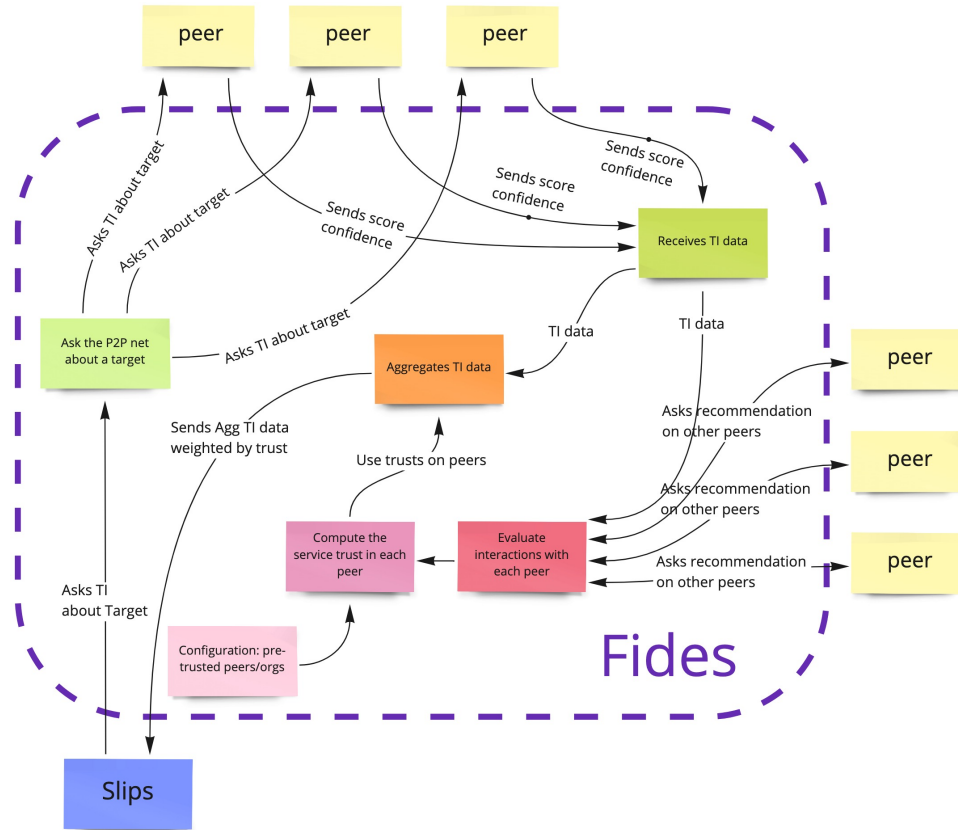 peer
peer
peer
Asks TI about target
Asks TI about target
Asks TI about target
Sends score
confidence
Sends score
confidence
Sends score
confidence
Receives TI data
Ask the P2P net
about a target
TI data
TI data
Aggregates TI data
peer
Sends Agg TI data
weighted by trust
Asks recommendation
on other peers
Use trusts on peers
peer
Asks recommendation
on other peers
Compute the
service trust in each
peer
Evaluate
interactions with
each peer
Asks recommendation
on other peers
peer
Asks TI
about Target
Configuration: pre-
trusted peers/orgs
Fides
Slips